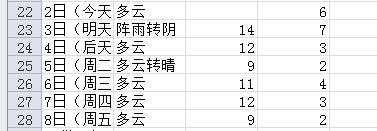 22 2日（今天 多云 6
23 3日（明天 阵雨转阴 14 7
24 4日（后天 多云 12 3
25 5日（周二 多云转晴 9 2
26 6日（周三 多云 11 4
27 7日（周四 多云 12 3
28 8日（周五 多云 9 2